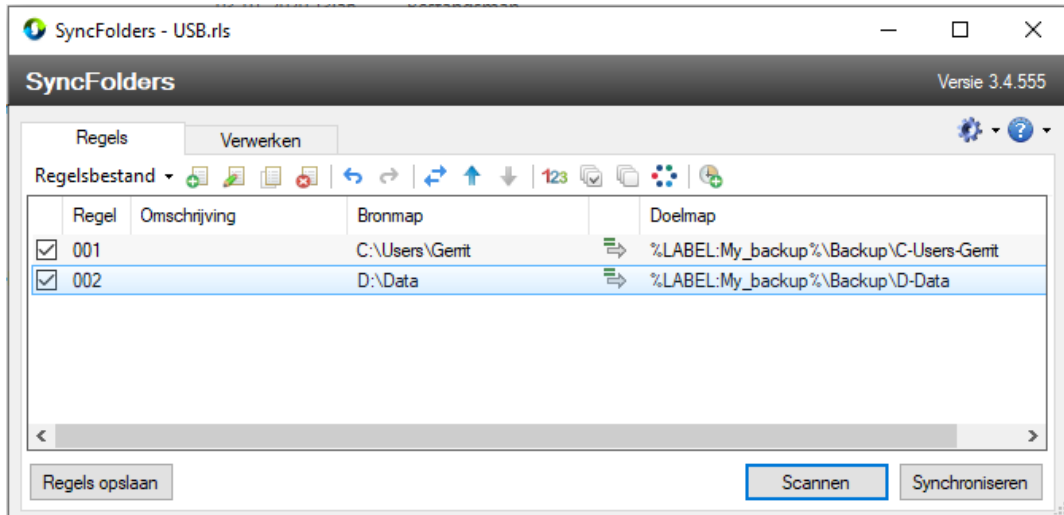 SyncFolders - USB.rls
SyncFolders Versie 3.4.555
Regels Verwerken
Regelsbestand 123
Regel Omschrijving Bronmap Doelmap
001 C:\Users\Gerrit %LABEL:My_backup%\Backup\C-Users-Gerrit
002 D:\Data %LABEL:My_backup%\Backup\D-Data
Regels opslaan Scannen Synchroniseren